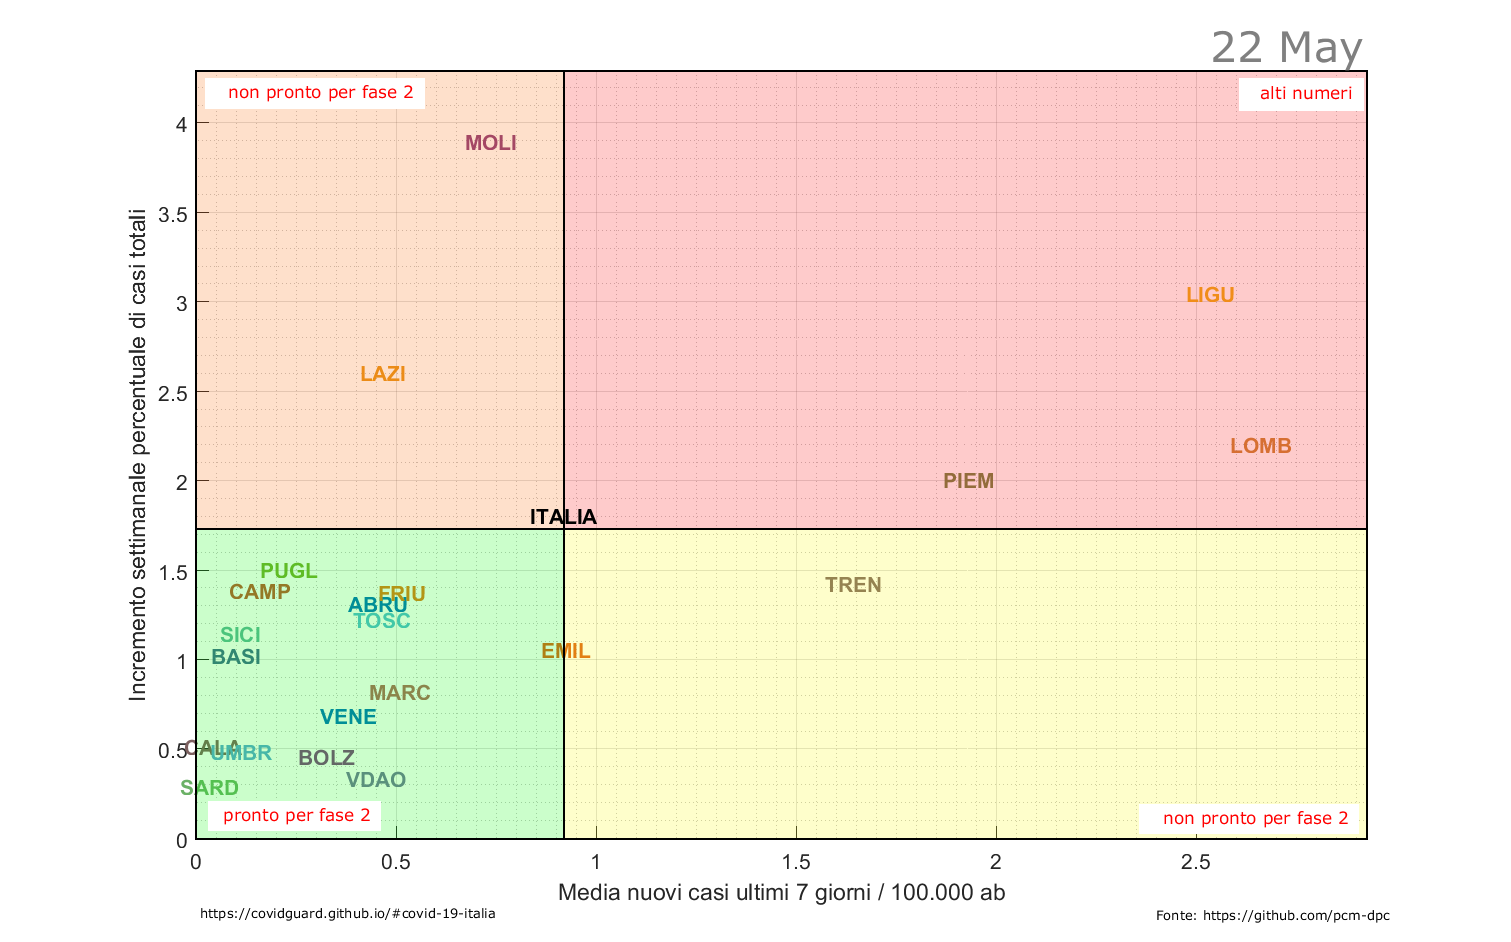 22 May
non pronto per fase 2
alti numeri
4
MOLI
3.5
3
LIGU
LAZI
2.5
LOMB
2
PIEM
ITALIA
1.5
PUGL
CAMP
FRIU
TREN
ABRU
TOSC
SICI
1
BASI
EMIL
MARC
VENE
0.5
CALA
UMBR
BOLZ
VDAO
SARD
pronto per fase 2
non pronto per fase 2
0
Incremento settimanale percentuale di casi totali
0 0.5 1 1.5 2 2.5
Media nuovi casi ultimi 7 giorni / 100.000 ab
https://covidguard.github.io/#covid-19-italia
Fonte: https://github.com/pcm-dpc